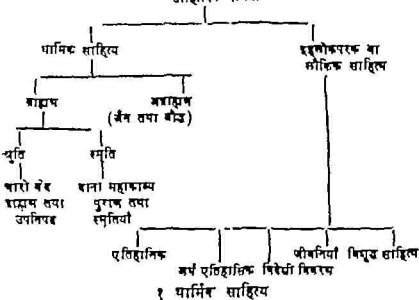 धार्मिक साहित्य
इहलोकपरक वा
लौकिक साहित्य
ब्राह्मण
अब्राह्मण
(जैन तथा बौद्ध)
श्रुति
स्मृति
चारो वेद
ब्राह्मण तथा
उपनिषद
दोनो महाकाव्य
पुराण तथा
स्मृतियाँ
ऐतिहासिक
अर्ध ऐतिहासिक
विदेशी विवरण
जीवनियाँ
विशुद्ध साहित्य
१ धार्मिक साहित्य